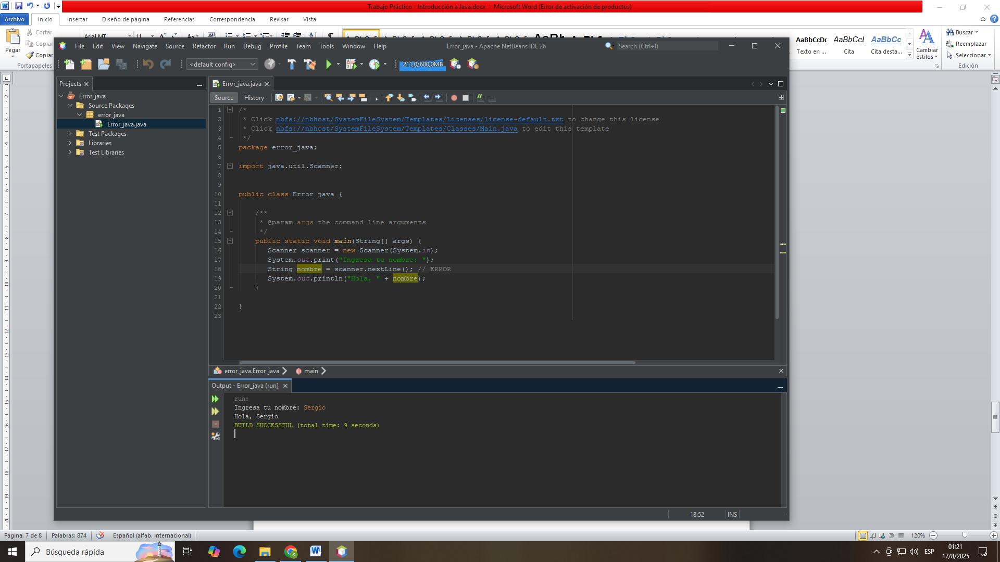 Trabajo Práctico - Introducción a Java.docx - Microsoft Word (Error de activación de productos)
Archivo Inicio Insertar Diseño de página Referencias Correspondencia Revisar Vista
Cortar
Copiar
Copiar
Pegar
Portapapeles
ArialMT 11
AaBbCcDc AaBbCcL AaBbCc
Texto en ... Cita Cita desta...
Cambiar estilos
Buscar
Reemplazar
Seleccionar
Edición
File Edit View Navigate Source Refactor Run Debug Profile Team Tools Window Help
Error_java - Apache NetBeans IDE 26
Search (Ctrl+I)
<default config>
211,0/600,0MB
Projects
Error_java
Source Packages
error_java
Error_java.java
Test Packages
Libraries
Test Libraries
Error_java.java
Source History
1 /*
2 * Click nbfs://nbhost/SystemFileSystem/Templates/Licenses/license-default.txt to change this license
3 * Click nbfs://nbhost/SystemFileSystem/Templates/Classes/Main.java to edit this template
4 */
5 package error_java;
6
7 import java.util.Scanner;
8
9
10 public class Error_java {
11
12 /**
13 * @param args the command line arguments
14 */
15 public static void main(String[] args) {
16 Scanner scanner = new Scanner(System.in);
17 System.out.print("Ingresa tu nombre: ");
18 String nombre = scanner.nextLine(); // ERROR
19 System.out.println("Hola, " + nombre);
20 }
21
22 }
23
error_java.Error_java main
Output - Error_java (run)
run:
Ingresa tu nombre: Sergio
Hola, Sergio
BUILD SUCCESSFUL (total time: 9 seconds)
18:52 INS
Página: 7 de 8 Palabras: 874 Español (alfab. internacional) 120%
Búsqueda rápida
ESP
01:21
17/8/2025